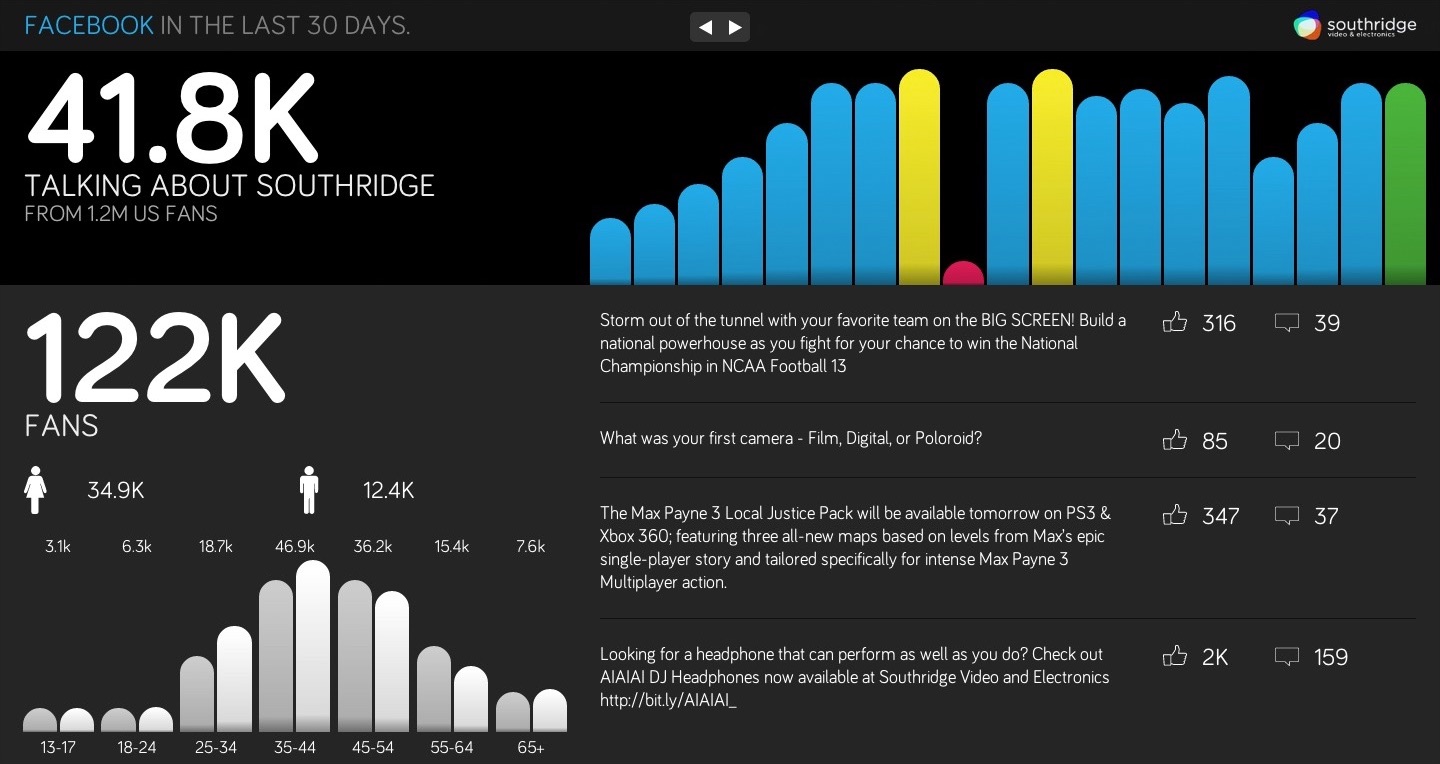 FACEBOOK IN THE LAST 30 DAYS.
southridge
video & electronics
41.8K
TALKING ABOUT SOUTHRIDGE
FROM 1.2M US FANS
122K
FANS
34.9K 12.4K
3.1k 6.3k 18.7k 46.9k 36.2k 15.4k 7.6k
13-17 18-24 25-34 35-44 45-54 55-64 65+
Storm out of the tunnel with your favorite team on the BIG SCREEN! Build a
national powerhouse as you fight for your chance to win the National
Championship in NCAA Football 13
316 39
What was your first camera - Film, Digital, or Poloroid?
85 20
The Max Payne 3 Local Justice Pack will be available tomorrow on PS3 &
Xbox 360; featuring three all-new maps based on levels from Max's epic
single-player story and tailored specifically for intense Max Payne 3
Multiplayer action.
347 37
Looking for a headphone that can perform as well as you do? Check out
AIAIAI DJ Headphones now available at Southridge Video and Electronics
http://bit.ly/AIAIAI_
2K 159